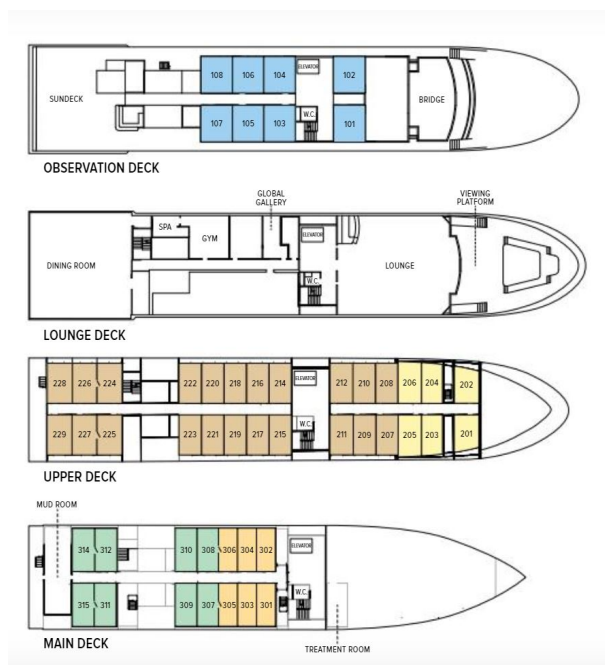 108 106 104 ELEVATOR 102
SUNDECK BRIDGE
107 105 103 W.C. 101
OBSERVATION DECK
GLOBAL GALLERY
VIEWING PLATFORM
SPA
GYM
ELEVATOR
DINING ROOM LOUNGE
W.C.
LOUNGE DECK
228 226 224 222 220 218 216 214 ELEVATOR 212 210 208 206 204 202
W.C.
229 227 225 223 221 219 217 215 211 209 207 205 203 201
UPPER DECK
MUD ROOM
314 312 310 308 306 304 302 ELEVATOR
W.C.
315 311 309 307 305 303 301
MAIN DECK
TREATMENT ROOM